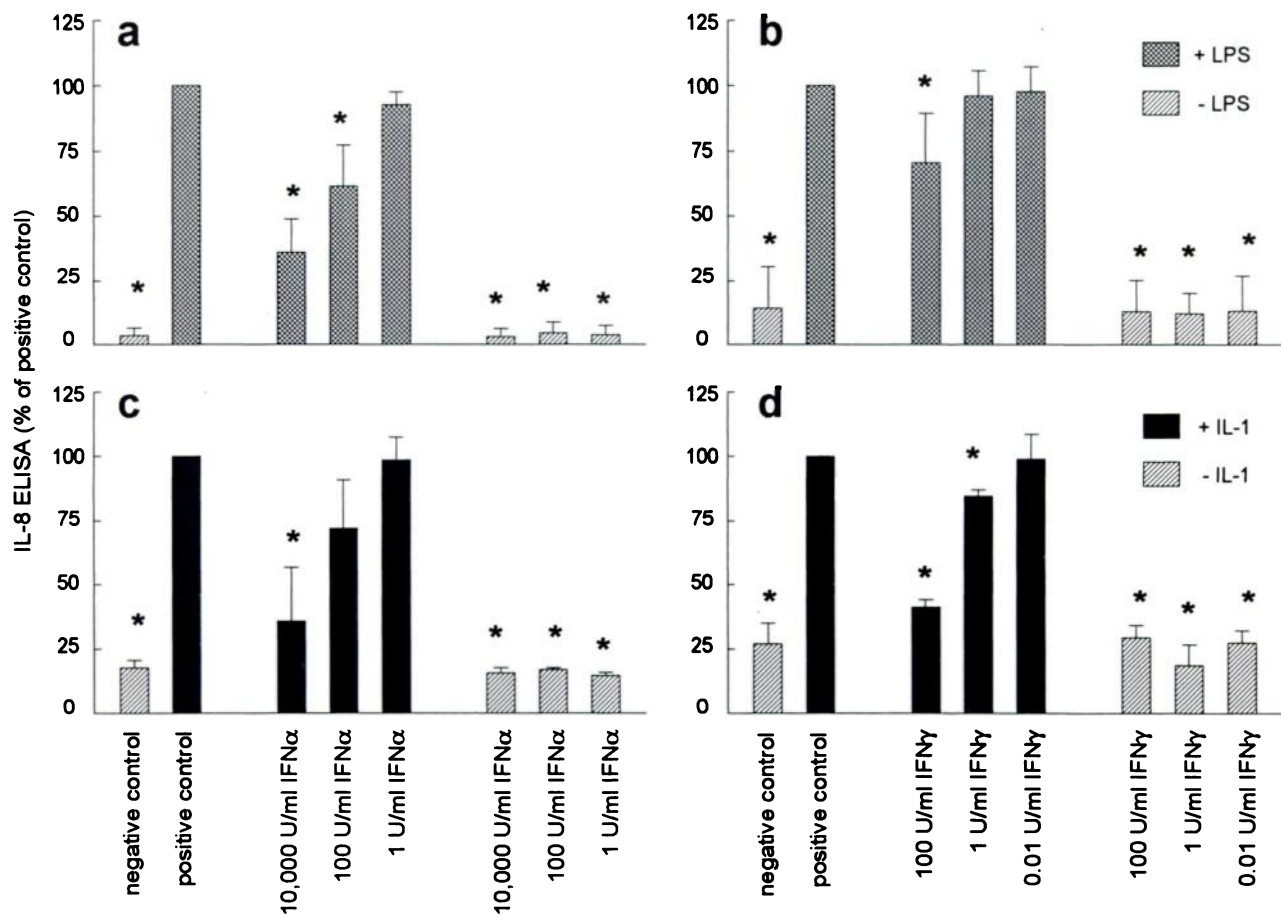 IL-8 ELISA (% of positive control)
a
125
100
75
50
25
0
*
*
*
*
*
*
b
125
100
75
50
25
0
*
*
*
*
*
+ LPS
- LPS
c
125
100
75
50
25
0
*
*
*
*
*
d
125
100
75
50
25
0
*
*
*
*
*
*
+ IL-1
- IL-1
negative control
positive control
10,000 U/ml IFNα
100 U/ml IFNα
1 U/ml IFNα
10,000 U/ml IFNα
100 U/ml IFNα
1 U/ml IFNα
negative control
positive control
100 U/ml IFNγ
1 U/ml IFNγ
0.01 U/ml IFNγ
100 U/ml IFNγ
1 U/ml IFNγ
0.01 U/ml IFNγ